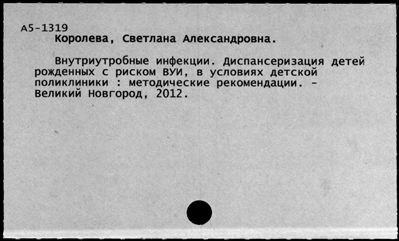 А5-1319
Королева, Светлана Александровна.
Внутриутробные инфекции. Диспансеризация детей
рожденных с риском ВУИ, в условиях детской
поликлиники : методические рекомендации. -
Великий Новгород, 2012.